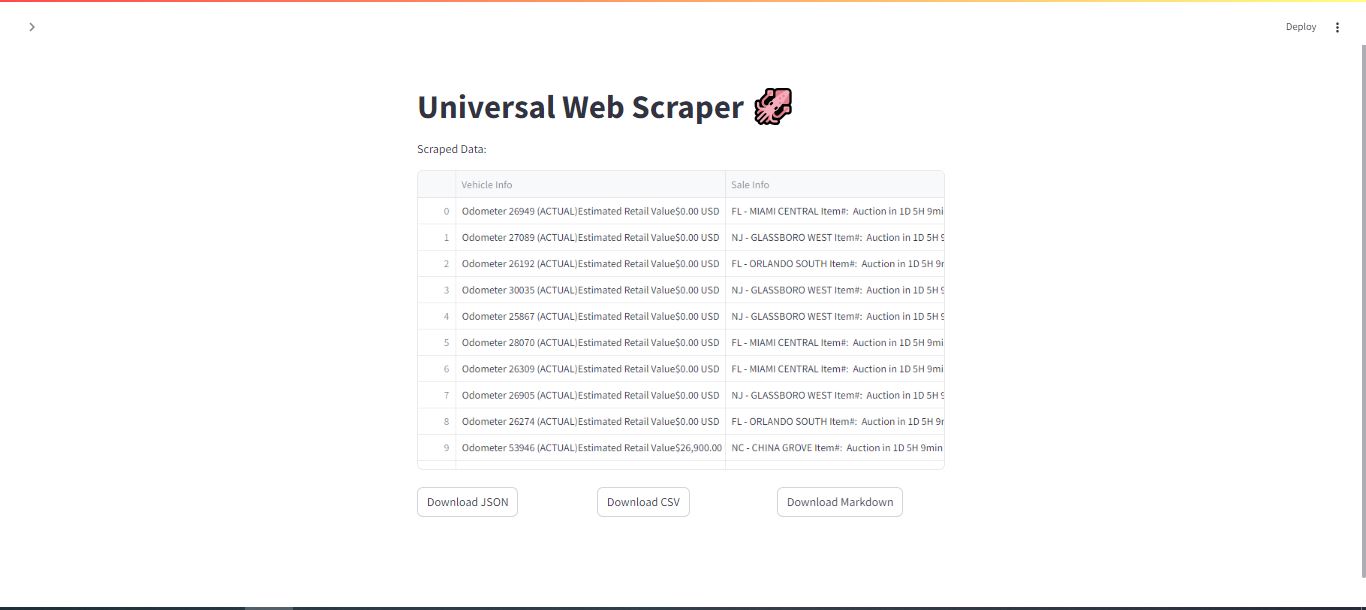 Deploy
Universal Web Scraper
Scraped Data:
Vehicle Info Sale Info
0 Odometer 26949 (ACTUAL)Estimated Retail Value$0.00 USD FL - MIAMI CENTRAL Item#: Auction in 1D 5H 9mi
1 Odometer 27089 (ACTUAL)Estimated Retail Value$0.00 USD NJ - GLASSBORO WEST Item#: Auction in 1D 5H 9
2 Odometer 26192 (ACTUAL)Estimated Retail Value$0.00 USD FL - ORLANDO SOUTH Item#: Auction in 1D 5H 9
3 Odometer 30035 (ACTUAL)Estimated Retail Value$0.00 USD NJ - GLASSBORO WEST Item#: Auction in 1D 5H 9
4 Odometer 25867 (ACTUAL)Estimated Retail Value$0.00 USD NJ - GLASSBORO WEST Item#: Auction in 1D 5H 9
5 Odometer 28070 (ACTUAL)Estimated Retail Value$0.00 USD FL - MIAMI CENTRAL Item#: Auction in 1D 5H 9mi
6 Odometer 26309 (ACTUAL)Estimated Retail Value$0.00 USD FL - MIAMI CENTRAL Item#: Auction in 1D 5H 9mi
7 Odometer 26905 (ACTUAL)Estimated Retail Value$0.00 USD NJ - GLASSBORO WEST Item#: Auction in 1D 5H 9
8 Odometer 26274 (ACTUAL)Estimated Retail Value$0.00 USD FL - ORLANDO SOUTH Item#: Auction in 1D 5H 9
9 Odometer 53946 (ACTUAL)Estimated Retail Value$26,900.00 NC - CHINA GROVE Item#: Auction in 1D 5H 9min
Download JSON Download CSV Download Markdown